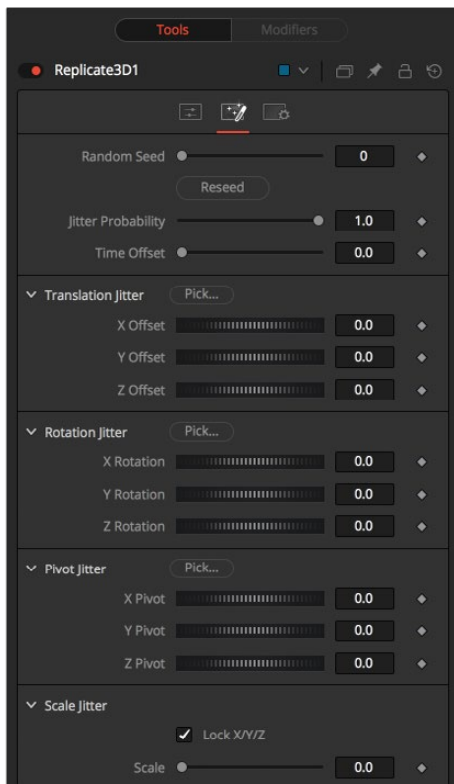 Tools Modifiers
Replicate3D1
Random Seed 0
Reseed
Jitter Probability 1.0
Time Offset 0.0
Translation Jitter Pick...
X Offset 0.0
Y Offset 0.0
Z Offset 0.0
Rotation Jitter Pick...
X Rotation 0.0
Y Rotation 0.0
Z Rotation 0.0
Pivot Jitter Pick...
X Pivot 0.0
Y Pivot 0.0
Z Pivot 0.0
Scale Jitter
Lock X/Y/Z
Scale 0.0